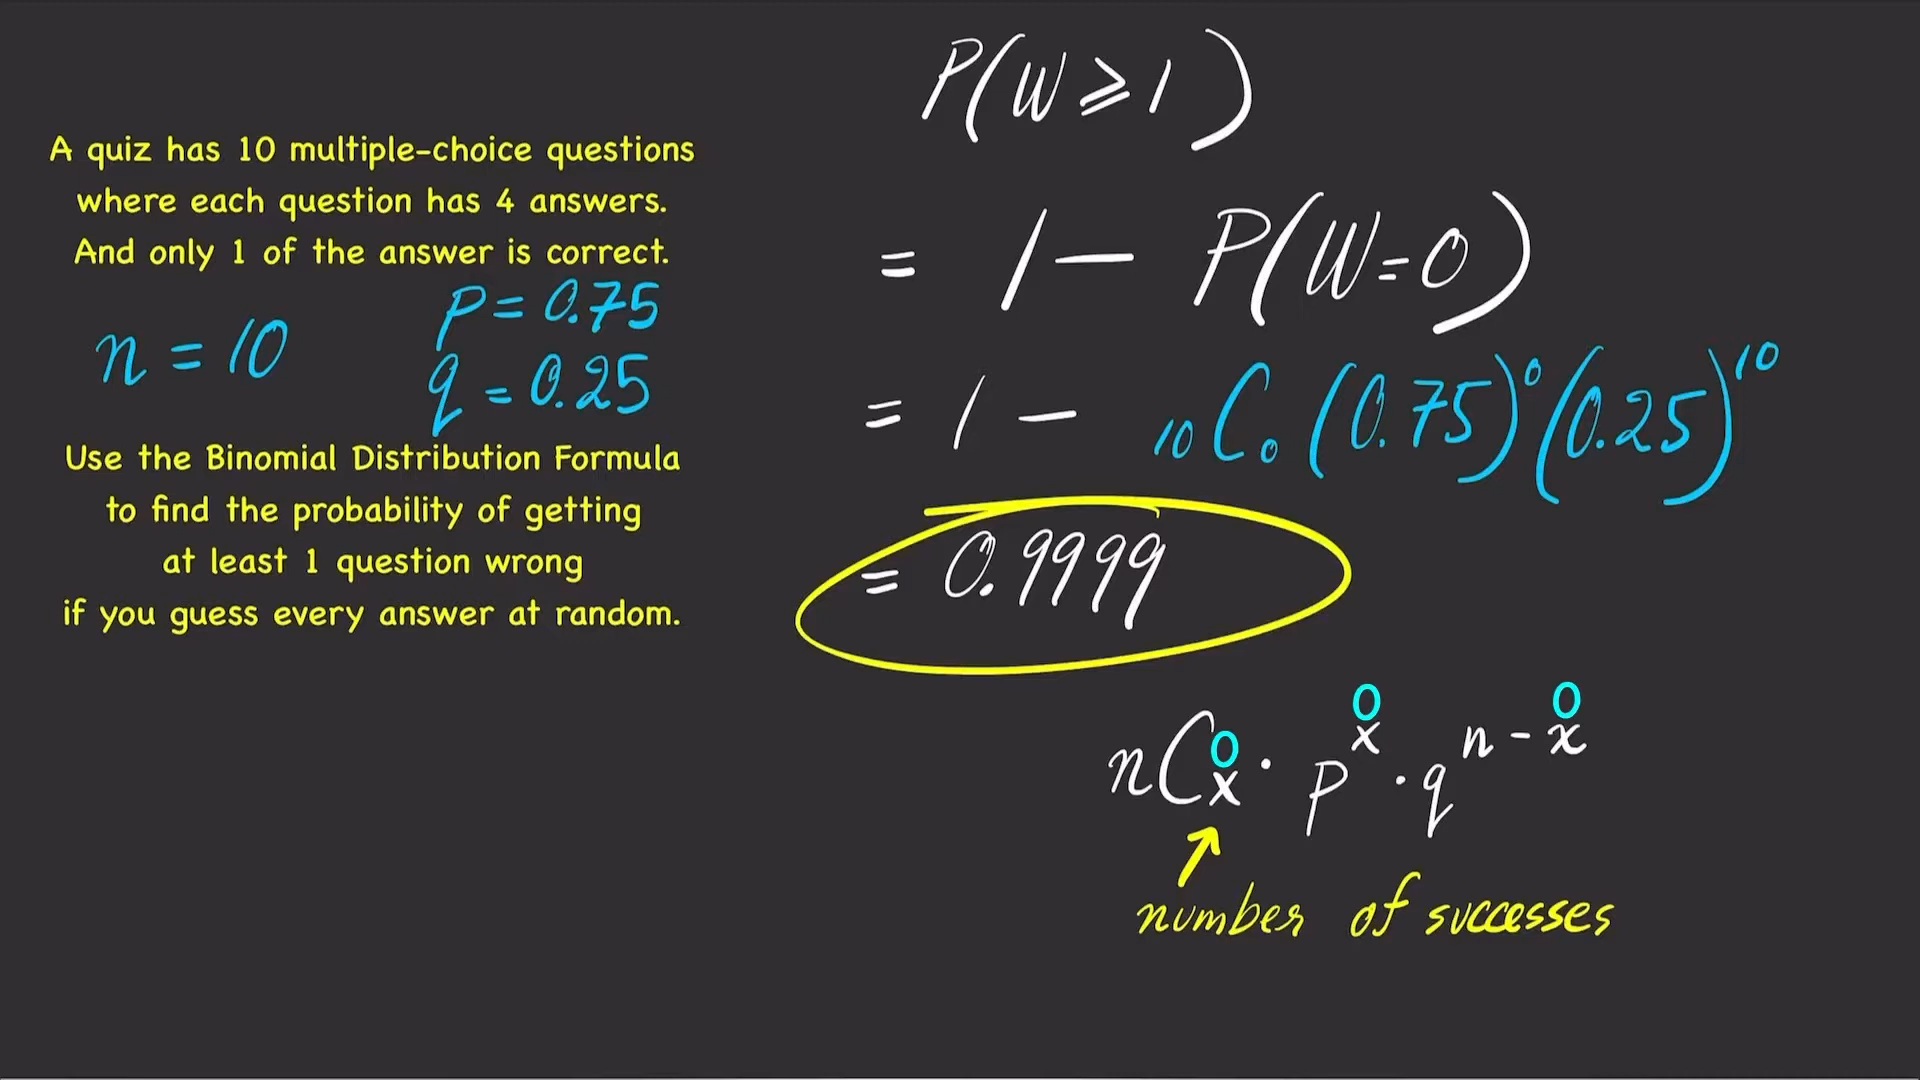 A quiz has 10 multiple-choice questions
where each question has 4 answers.
And only 1 of the answer is correct.
n = 10
p = 0.75
q = 0.25
Use the Binomial Distribution Formula
to find the probability of getting
at least 1 question wrong
if you guess every answer at random.
P(W ⩾ 1)
= 1 − P(W=0)
= 1 − ₁₀C₀ (0.75)⁰ (0.25)¹⁰
= 0.9999
0 0
0
nCₓ · pˣ · qⁿ⁻ˣ
number of successes